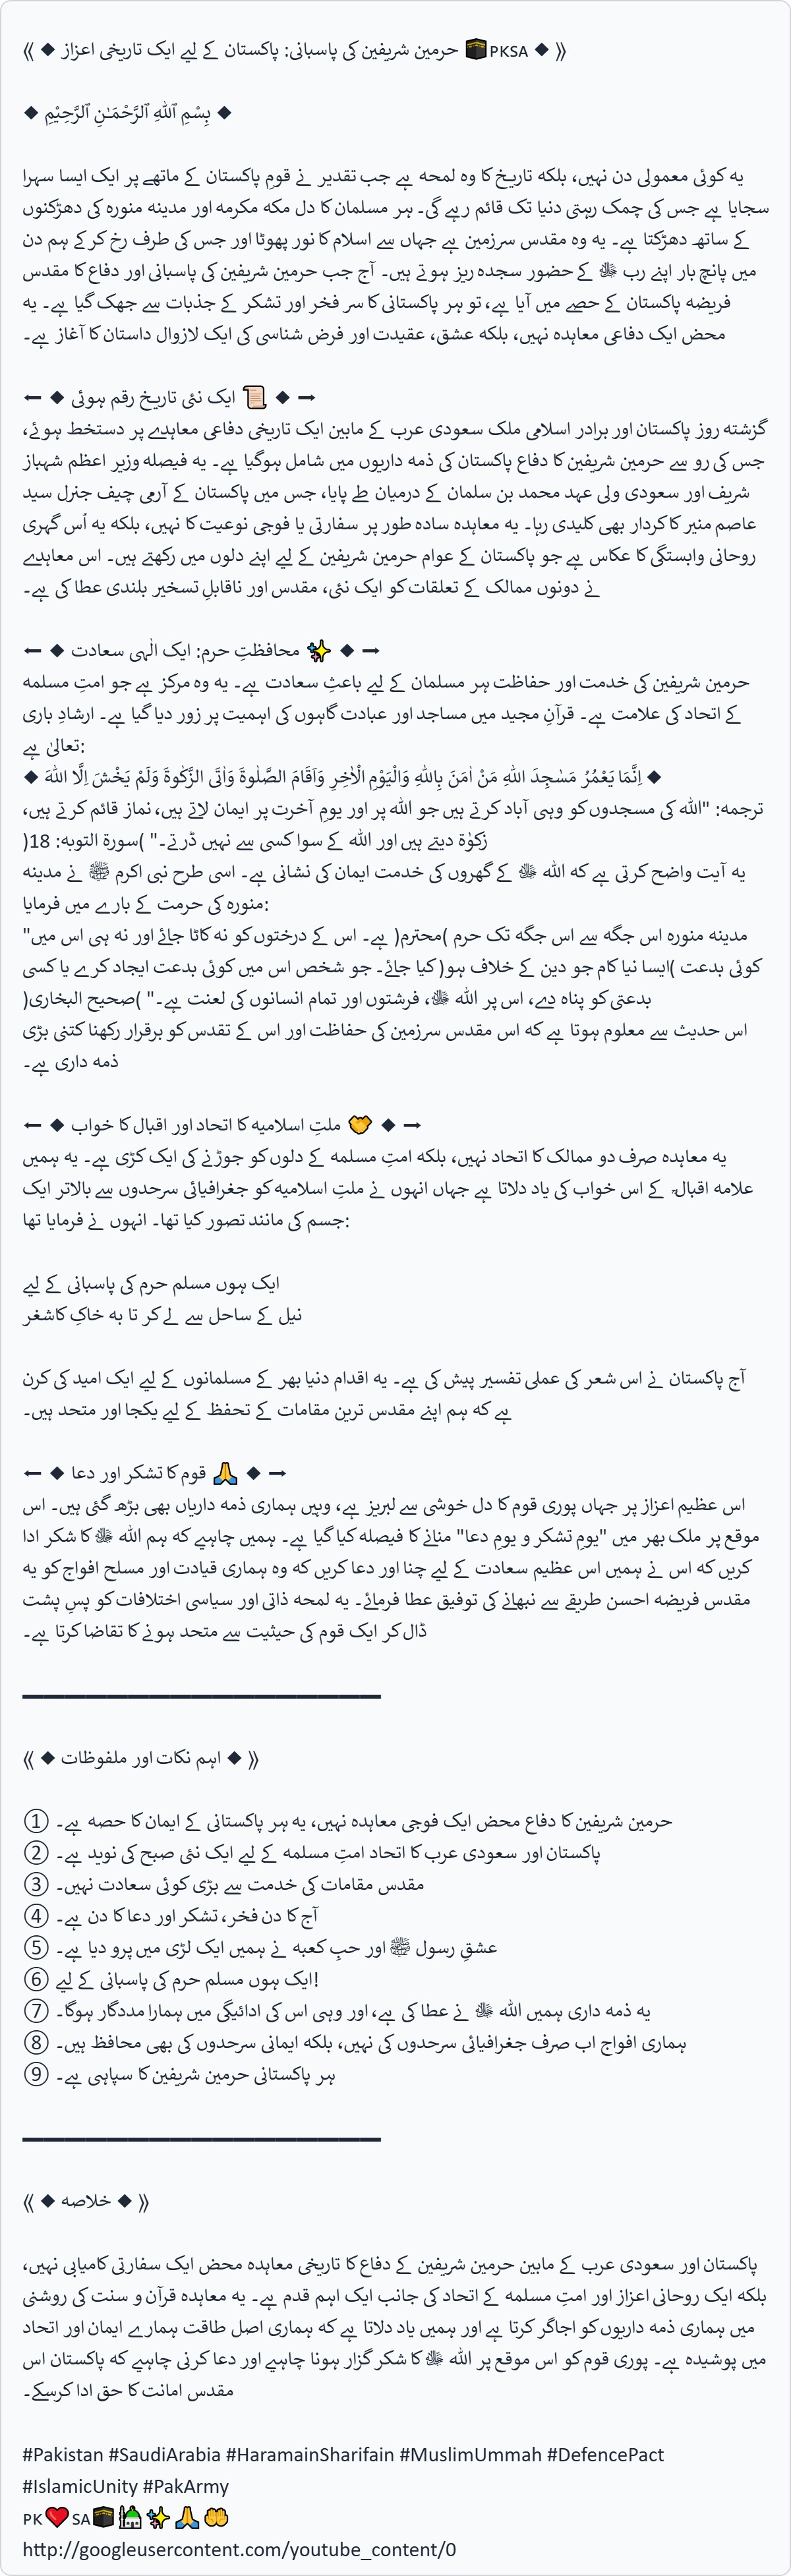 ⟪ ◆ حرمین شریفین کی پاسبانی: پاکستان کے لیے ایک تاریخی اعزاز 🕋🇵🇰🇸🇦 ◆ ⟫
◆ بِسْمِ ٱللَّٰهِ ٱلرَّحْمَـٰنِ ٱلرَّحِيْمِ ◆
یہ کوئی معمولی دن نہیں، بلکہ تاریخ کا وہ لمحہ ہے جب تقدیر نے قومِ پاکستان کے ماتھے پر ایک ایسا سہرا
سجایا ہے جس کی چمک رہتی دنیا تک قائم رہے گی۔ ہر مسلمان کا دل مکہ مکرمہ اور مدینہ منورہ کی دھڑکنوں
کے ساتھ دھڑکتا ہے۔ یہ وہ مقدس سرزمین ہے جہاں سے اسلام کا نور پھوٹا اور جس کی طرف رخ کر کے ہم دن
میں پانچ بار اپنے رب ﷻ کے حضور سجدہ ریز ہوتے ہیں۔ آج جب حرمین شریفین کی پاسبانی اور دفاع کا مقدس
فریضہ پاکستان کے حصے میں آیا ہے، تو ہر پاکستانی کا سر فخر اور تشکر کے جذبات سے جھک گیا ہے۔ یہ
محض ایک دفاعی معاہدہ نہیں، بلکہ عشق، عقیدت اور فرض شناسی کی ایک لازوال داستان کا آغاز ہے۔
← ◆ ایک نئی تاریخ رقم ہوئی 📜 ◆ →
گزشتہ روز پاکستان اور برادر اسلامی ملک سعودی عرب کے مابین ایک تاریخی دفاعی معاہدے پر دستخط ہوئے،
جس کی رو سے حرمین شریفین کا دفاع پاکستان کی ذمہ داریوں میں شامل ہوگیا ہے۔ یہ فیصلہ وزیر اعظم شہباز
شریف اور سعودی ولی عہد محمد بن سلمان کے درمیان طے پایا، جس میں پاکستان کے آرمی چیف جنرل سید
عاصم منیر کا کردار بھی کلیدی رہا۔ یہ معاہدہ سادہ طور پر سفارتی یا فوجی نوعیت کا نہیں، بلکہ یہ اُس گہری
روحانی وابستگی کا عکاس ہے جو پاکستان کے عوام حرمین شریفین کے لیے اپنے دلوں میں رکھتے ہیں۔ اس معاہدے
نے دونوں ممالک کے تعلقات کو ایک نئی، مقدس اور ناقابلِ تسخیر بلندی عطا کی ہے۔
← ◆ محافظتِ حرم: ایک الٰہی سعادت ✨ ◆ →
حرمین شریفین کی خدمت اور حفاظت ہر مسلمان کے لیے باعثِ سعادت ہے۔ یہ وہ مرکز ہے جو امتِ مسلمہ
کے اتحاد کی علامت ہے۔ قرآنِ مجید میں مساجد اور عبادت گاہوں کی اہمیت پر زور دیا گیا ہے۔ ارشادِ باری
تعالیٰ ہے:
◆ اِنَّمَا یَعْمُرُ مَسٰجِدَ اللّٰهِ مَنْ اٰمَنَ بِاللّٰهِ وَالْیَوْمِ الْاٰخِرِ وَاَقَامَ الصَّلٰوةَ وَاٰتَى الزَّكٰوةَ وَلَمْ یَخْشَ اِلَّا اللّٰهَ ◆
ترجمہ: "اللہ کی مسجدوں کو وہی آباد کرتے ہیں جو اللہ پر اور یومِ آخرت پر ایمان لاتے ہیں، نماز قائم کرتے ہیں،
زکوٰۃ دیتے ہیں اور اللہ کے سوا کسی سے نہیں ڈرتے۔" (سورۃ التوبہ: 18)
یہ آیت واضح کرتی ہے کہ اللہ ﷻ کے گھروں کی خدمت ایمان کی نشانی ہے۔ اسی طرح نبی اکرم ﷺ نے مدینہ
منورہ کی حرمت کے بارے میں فرمایا:
"مدینہ منورہ اس جگہ سے اس جگہ تک حرم (محترم) ہے۔ اس کے درختوں کو نہ کاٹا جائے اور نہ ہی اس میں
کوئی بدعت (ایسا نیا کام جو دین کے خلاف ہو) کیا جائے۔ جو شخص اس میں کوئی بدعت ایجاد کرے یا کسی
بدعتی کو پناہ دے، اس پر اللہ ﷻ، فرشتوں اور تمام انسانوں کی لعنت ہے۔" (صحیح البخاری)
اس حدیث سے معلوم ہوتا ہے کہ اس مقدس سرزمین کی حفاظت اور اس کے تقدس کو برقرار رکھنا کتنی بڑی
ذمہ داری ہے۔
← ◆ ملتِ اسلامیہ کا اتحاد اور اقبال کا خواب 🤝 ◆ →
یہ معاہدہ صرف دو ممالک کا اتحاد نہیں، بلکہ امتِ مسلمہ کے دلوں کو جوڑنے کی ایک کڑی ہے۔ یہ ہمیں
علامہ اقبالؒ کے اس خواب کی یاد دلاتا ہے جہاں انہوں نے ملتِ اسلامیہ کو جغرافیائی سرحدوں سے بالاتر ایک
جسم کی مانند تصور کیا تھا۔ انہوں نے فرمایا تھا:
ایک ہوں مسلم حرم کی پاسبانی کے لیے
نیل کے ساحل سے لے کر تا بہ خاکِ کاشغر
آج پاکستان نے اس شعر کی عملی تفسیر پیش کی ہے۔ یہ اقدام دنیا بھر کے مسلمانوں کے لیے ایک امید کی کرن
ہے کہ ہم اپنے مقدس ترین مقامات کے تحفظ کے لیے یکجا اور متحد ہیں۔
← ◆ قوم کا تشکر اور دعا 🙏 ◆ →
اس عظیم اعزاز پر جہاں پوری قوم کا دل خوشی سے لبریز ہے، وہیں ہماری ذمہ داریاں بھی بڑھ گئی ہیں۔ اس
موقع پر ملک بھر میں "یومِ تشکر و یومِ دعا" منانے کا فیصلہ کیا گیا ہے۔ ہمیں چاہیے کہ ہم اللہ ﷻ کا شکر ادا
کریں کہ اس نے ہمیں اس عظیم سعادت کے لیے چنا اور دعا کریں کہ وہ ہماری قیادت اور مسلح افواج کو یہ
مقدس فریضہ احسن طریقے سے نبھانے کی توفیق عطا فرمائے۔ یہ لمحہ ذاتی اور سیاسی اختلافات کو پسِ پشت
ڈال کر ایک قوم کی حیثیت سے متحد ہونے کا تقاضا کرتا ہے۔
⟪ ◆ اہم نکات اور ملفوظات ◆ ⟫
① حرمین شریفین کا دفاع محض ایک فوجی معاہدہ نہیں، یہ ہر پاکستانی کے ایمان کا حصہ ہے۔
② پاکستان اور سعودی عرب کا اتحاد امتِ مسلمہ کے لیے ایک نئی صبح کی نوید ہے۔
③ مقدس مقامات کی خدمت سے بڑی کوئی سعادت نہیں۔
④ آج کا دن فخر، تشکر اور دعا کا دن ہے۔
⑤ عشقِ رسول ﷺ اور حبِ کعبہ نے ہمیں ایک لڑی میں پرو دیا ہے۔
⑥ ایک ہوں مسلم حرم کی پاسبانی کے لیے!
⑦ یہ ذمہ داری ہمیں اللہ ﷻ نے عطا کی ہے، اور وہی اس کی ادائیگی میں ہمارا مددگار ہوگا۔
⑧ ہماری افواج اب صرف جغرافیائی سرحدوں کی نہیں، بلکہ ایمانی سرحدوں کی بھی محافظ ہیں۔
⑨ ہر پاکستانی حرمین شریفین کا سپاہی ہے۔
⟪ ◆ خلاصہ ◆ ⟫
پاکستان اور سعودی عرب کے مابین حرمین شریفین کے دفاع کا تاریخی معاہدہ محض ایک سفارتی کامیابی نہیں،
بلکہ ایک روحانی اعزاز اور امتِ مسلمہ کے اتحاد کی جانب ایک اہم قدم ہے۔ یہ معاہدہ قرآن و سنت کی روشنی
میں ہماری ذمہ داریوں کو اجاگر کرتا ہے اور ہمیں یاد دلاتا ہے کہ ہماری اصل طاقت ہمارے ایمان اور اتحاد
میں پوشیدہ ہے۔ پوری قوم کو اس موقع پر اللہ ﷻ کا شکر گزار ہونا چاہیے اور دعا کرنی چاہیے کہ پاکستان اس
مقدس امانت کا حق ادا کرسکے۔
#Pakistan #SaudiArabia #HaramainSharifain #MuslimUmmah #DefencePact
#IslamicUnity #PakArmy
🇵🇰❤️🇸🇦🕋🕌✨🙏🤲
http://googleusercontent.com/youtube_content/0